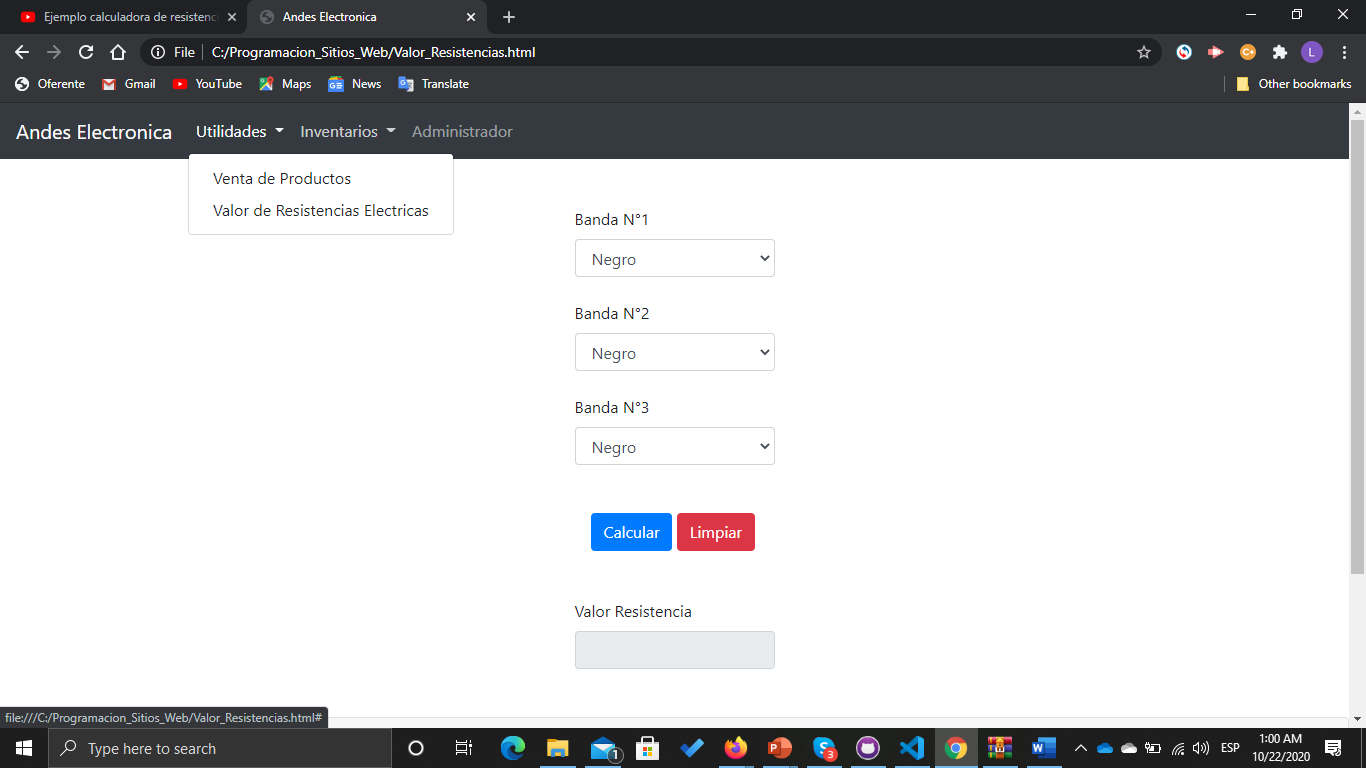 Ejemplo calculadora de resistenci
Andes Electronica
File
C:/Programacion_Sitios_Web/Valor_Resistencias.html
L
Oferente
Gmail
YouTube
Maps
News
Translate
Other bookmarks
Andes Electronica
Utilidades
Inventarios
Administrador
Venta de Productos
Valor de Resistencias Electricas
Banda N°1
Negro
Banda N°2
Negro
Banda N°3
Negro
Calcular
Limpiar
Valor Resistencia
file:///C:/Programacion_Sitios_Web/Valor_Resistencias.html#
Type here to search
1
3
ESP
1:00 AM
10/22/2020